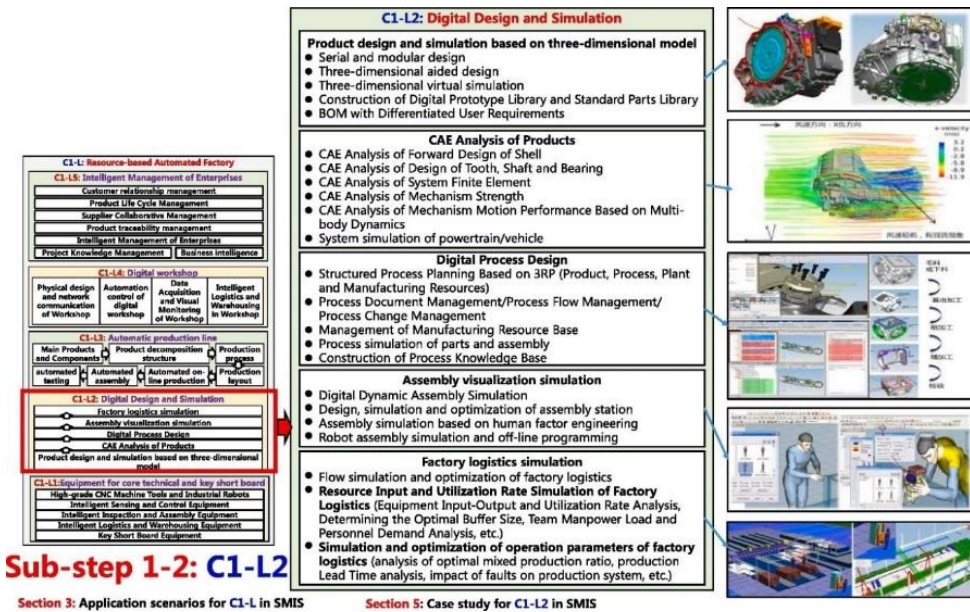 C1-L: Resource-based Automated Factory
C1-L5: Intelligent Management of Enterprises
Customer relationship management
Product Life Cycle Management
Supplier Collaborative Management
Product traceability management
Intelligent Management of Enterprises
Project Knowledge Management
Business intelligence
C1-L4: Digital workshop
Physical design
and network
communication
of Workshop
Automation
control of
digital
workshop
Data
Acquisition
and Visual
Monitoring
of Workshop
Intelligent
Logistics and
Warehousing
in Workshop
C1-L3: Automatic production line
Main Products
and Components
Product decomposition
structure
Production
process
automated
testing
Automated
assembly
Automated on-
line production
Production
layout
C1-L2: Digital Design and Simulation
Factory logistics simulation
Assembly visualization simulation
Digital Process Design
CAE Analysis of Products
Product design and simulation based on three-dimensional
model
C1-L1:Equipment for core technical and key short board
High-grade CNC Machine Tools and Industrial Robots
Intelligent Sensing and Control Equipment
Intelligent Inspection and Assembly Equipment
Intelligent Logistics and Warehousing Equipment
Key Short Board Equipment
Sub-step 1-2: C1-L2
Section 3: Application scenarios for C1-L in SMIS
C1-L2: Digital Design and Simulation
Product design and simulation based on three-dimensional model
● Serial and modular design
● Three-dimensional aided design
● Three-dimensional virtual simulation
● Construction of Digital Prototype Library and Standard Parts Library
● BOM with Differentiated User Requirements
CAE Analysis of Products
● CAE Analysis of Forward Design of Shell
● CAE Analysis of Design of Tooth, Shaft and Bearing
● CAE Analysis of System Finite Element
● CAE Analysis of Mechanism Strength
● CAE Analysis of Mechanism Motion Performance Based on Multi-
body Dynamics
● System simulation of powertrain/vehicle
Digital Process Design
● Structured Process Planning Based on 3RP (Product, Process, Plant
and Manufacturing Resources)
● Process Document Management/Process Flow Management/
Process Change Management
● Management of Manufacturing Resource Base
● Process simulation of parts and assembly
● Construction of Process Knowledge Base
Assembly visualization simulation
● Digital Dynamic Assembly Simulation
● Design, simulation and optimization of assembly station
● Assembly simulation based on human factor engineering
● Robot assembly simulation and off-line programming
Factory logistics simulation
● Flow simulation and optimization of factory logistics
● Resource Input and Utilization Rate Simulation of Factory
Logistics (Equipment Input-Output and Utilization Rate Analysis,
Determining the Optimal Buffer Size, Team Manpower Load and
Personnel Demand Analysis, etc.)
● Simulation and optimization of operation parameters of factory
logistics (analysis of optimal mixed production ratio, production
Lead Time analysis, impact of faults on production system, etc.)
Section 5: Case study for C1-L2 in SMIS
3.2
0.2
-2.8
-5.8
-8.9
-11.9